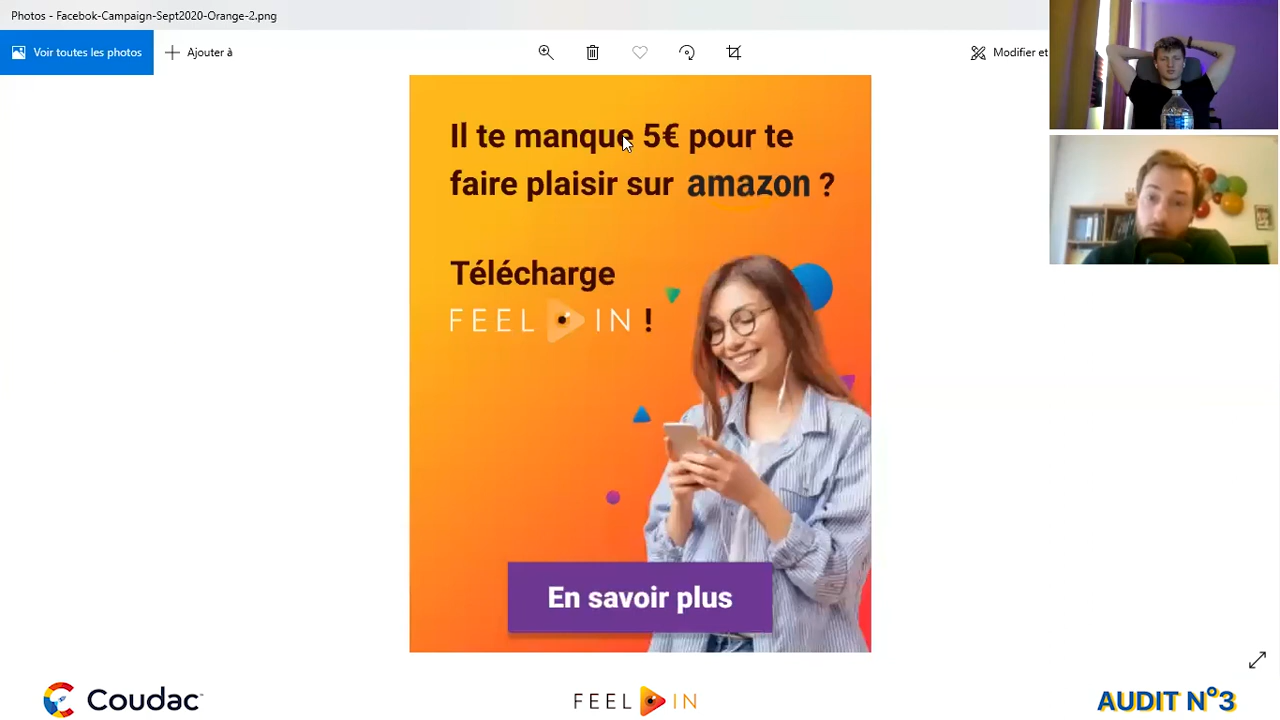 Photos - Facebok-Campaign-Sept2020-Orange-2.png
Voir toutes les photos
Ajouter à
Modifier et
Il te manque 5€ pour te
faire plaisir sur amazon ?
Télécharge
FEEL IN !
En savoir plus
Coudac
FEEL IN
AUDIT N°3